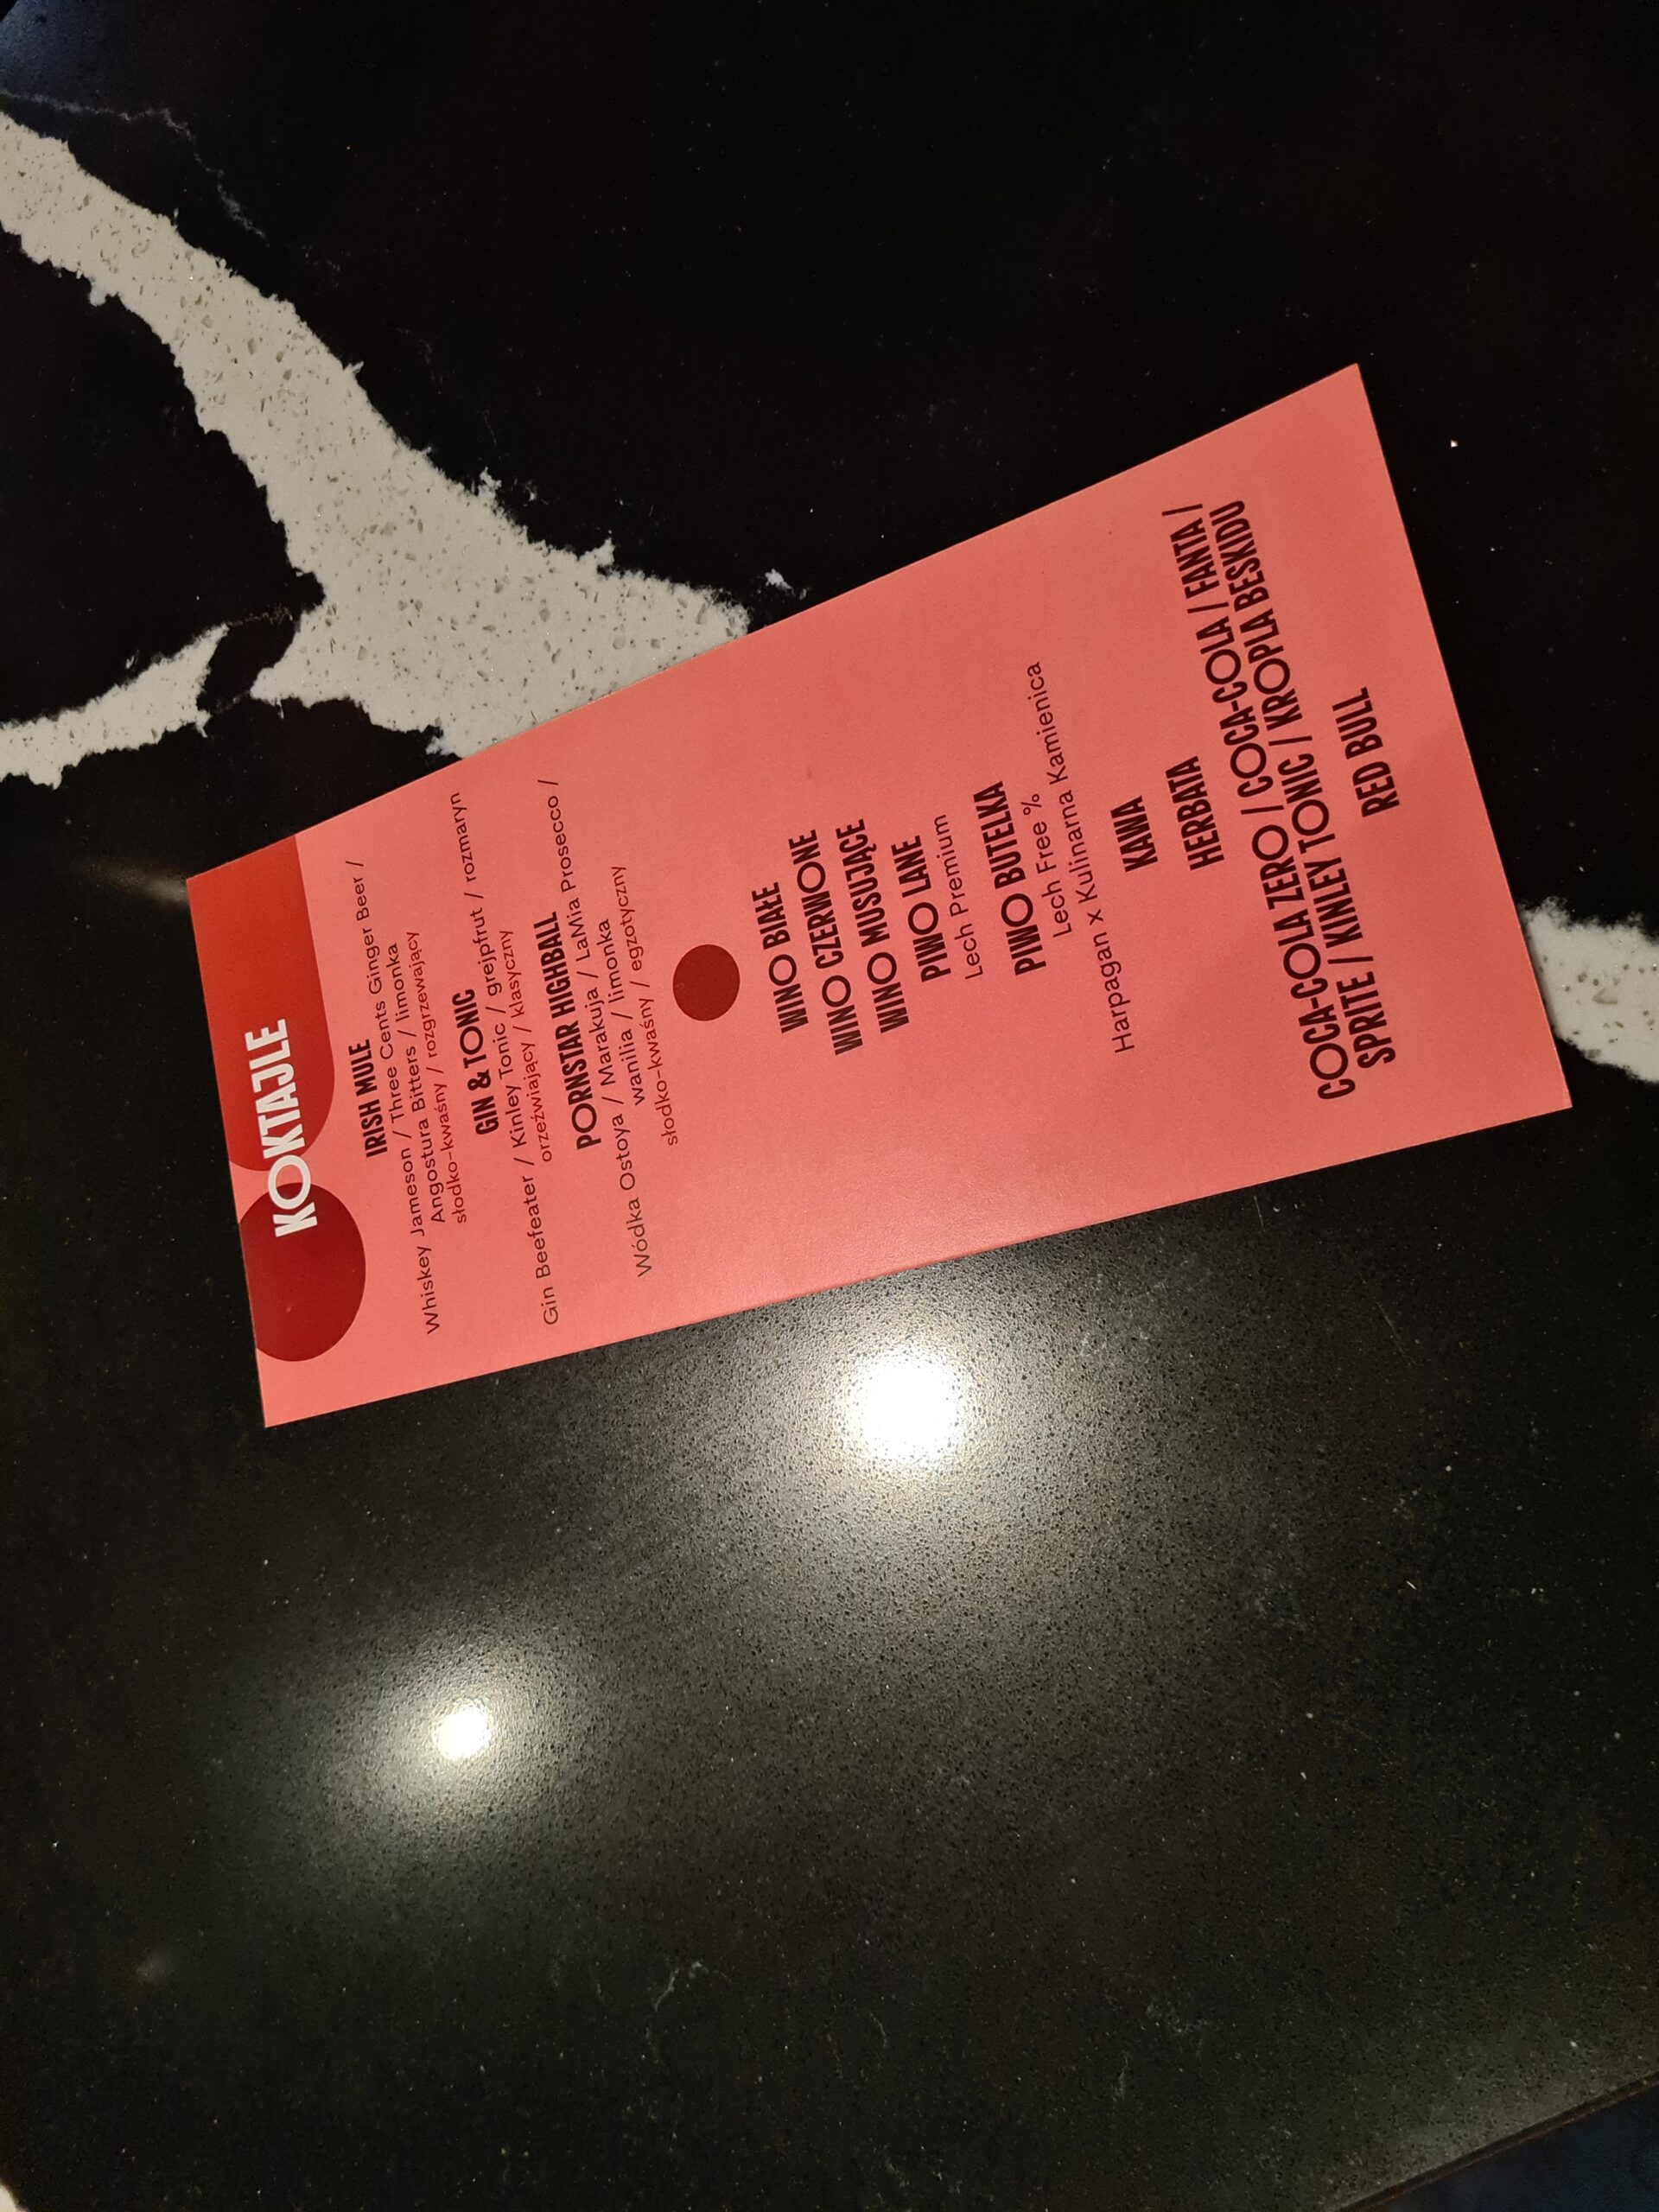 KOKTAJLE
IRISH MULE
Whiskey Jameson / Three Cents Ginger Beer /
Angostura Bitters / limonka
słodko-kwaśny / rozgrzewający
GIN & TONIC
Gin Beefeater / Kinley Tonic / grejpfrut / rozmaryn
orzeźwiający / klasyczny
PORNSTAR HIGHBALL
Wódka Ostoya / Marakuja / LaMia Prosecco /
wanilia / limonka
słodko-kwaśny / egzotyczny
WINO BIAŁE
WINO CZERWONE
WINO MUSUJĄCE
PIWO LANE
Lech Premium
PIWO BUTELKA
Lech Free %
Harpagan x Kulinarna Kamienica
KAWA
HERBATA
COCA-COLA ZERO / COCA-COLA / FANTA /
SPRITE / KINLEY TONIC / KROPLA BESKIDU
RED BULL